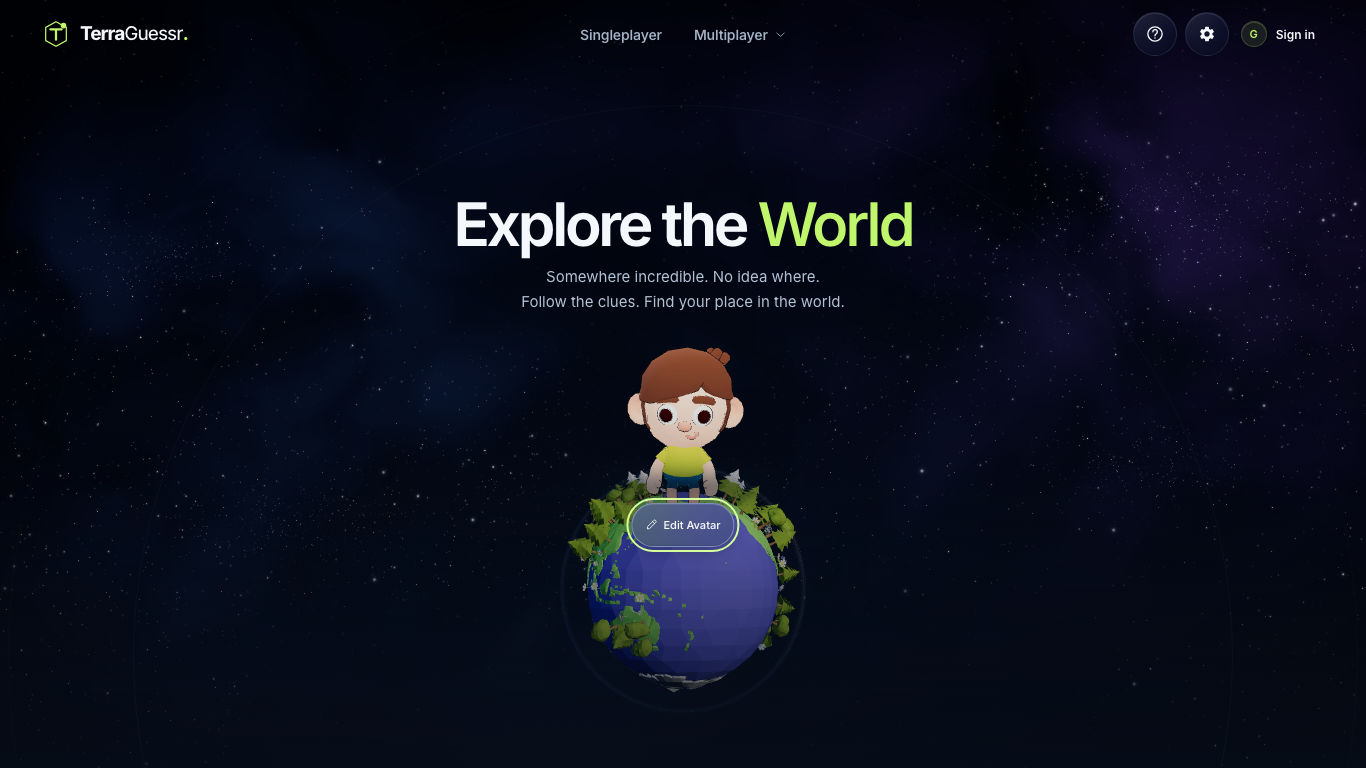 TerraGuessr.
Singleplayer
Multiplayer
G
Sign in
Explore the World
Somewhere incredible. No idea where.
Follow the clues. Find your place in the world.
Edit Avatar